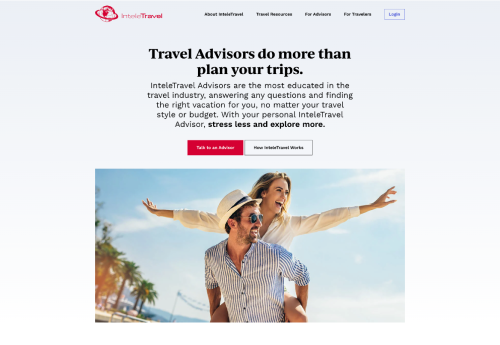 InteleTravel
About InteleTravel
Travel Resources
For Advisors
For Travelers
Login
Travel Advisors do more than
plan your trips.
InteleTravel Advisors are the most educated in the
travel industry, answering any questions and finding
the right vacation for you, no matter your travel
style or budget. With your personal InteleTravel
Advisor, stress less and explore more.
Talk to an Advisor
How InteleTravel Works